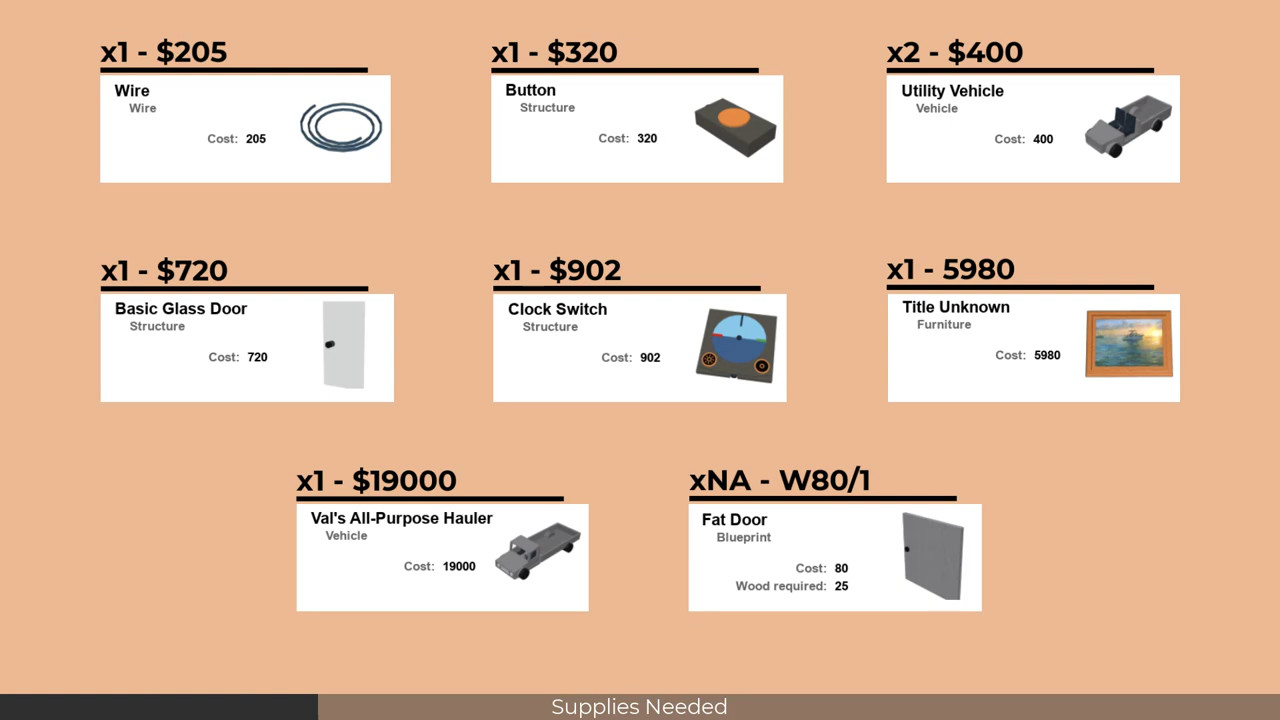 x1 - $205
Wire
Wire
Cost: 205
x1 - $320
Button
Structure
Cost: 320
x2 - $400
Utility Vehicle
Vehicle
Cost: 400
x1 - $720
Basic Glass Door
Structure
Cost: 720
x1 - $902
Clock Switch
Structure
Cost: 902
x1 - 5980
Title Unknown
Furniture
Cost: 5980
x1 - $19000
Val's All-Purpose Hauler
Vehicle
Cost: 19000
xNA - W80/1
Fat Door
Blueprint
Cost: 80
Wood required: 25
Supplies Needed